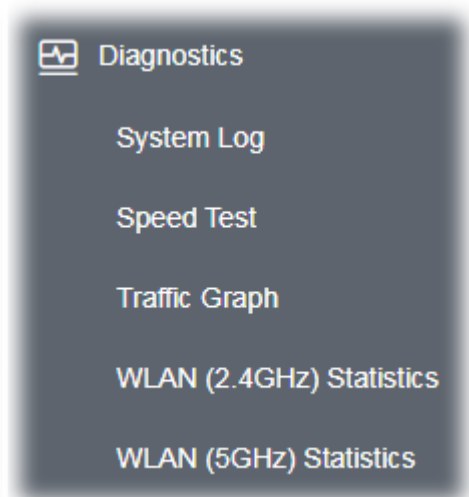 Diagnostics
System Log
Speed Test
Traffic Graph
WLAN (2.4GHz) Statistics
WLAN (5GHz) Statistics